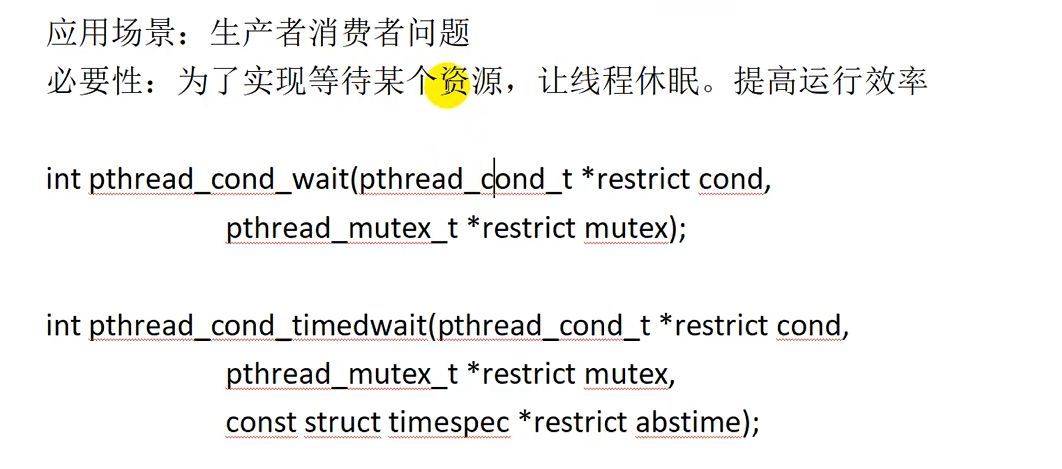 应用场景：生产者消费者问题
必要性：为了实现等待某个资源，让线程休眠。提高运行效率
int pthread_cond_wait(pthread_cond_t *restrict cond,
pthread_mutex_t *restrict mutex);
int pthread_cond_timedwait(pthread_cond_t *restrict cond,
pthread_mutex_t *restrict mutex,
const struct timespec *restrict abstime);